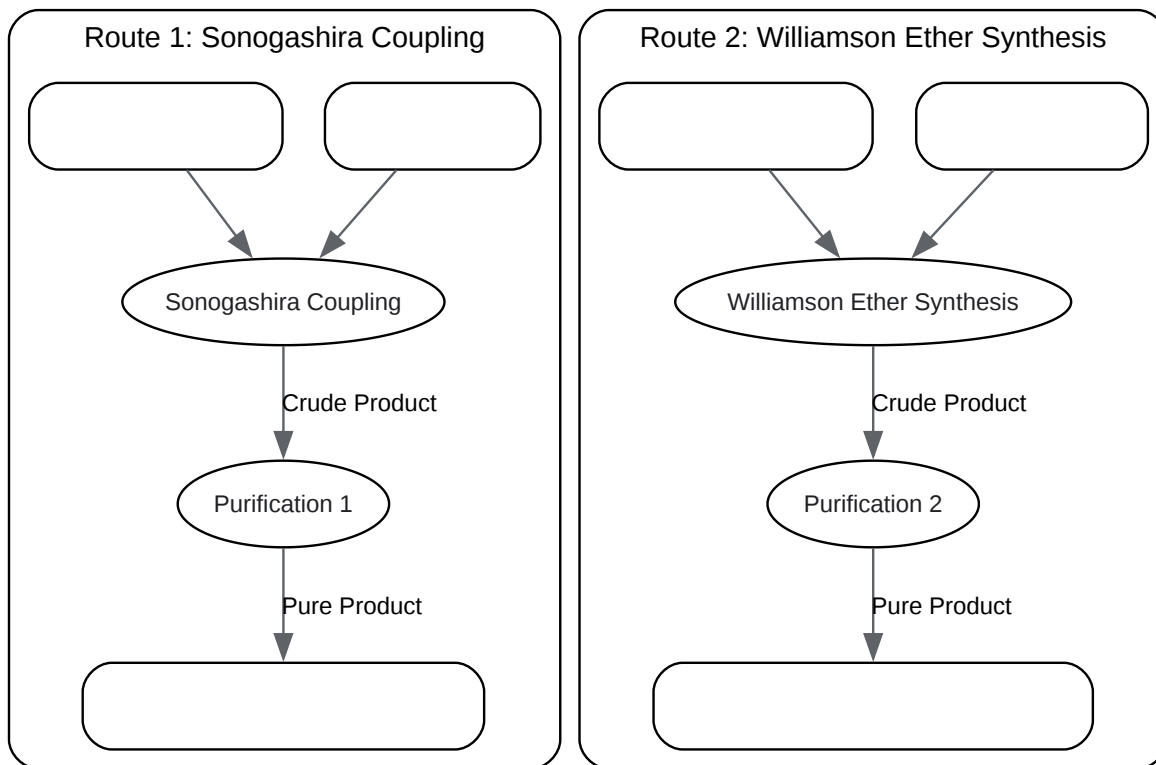 Route 1: Sonogashira Coupling
Sonogashira Coupling
Crude Product
Purification 1
Pure Product
Route 2: Williamson Ether Synthesis
Williamson Ether Synthesis
Crude Product
Purification 2
Pure Product